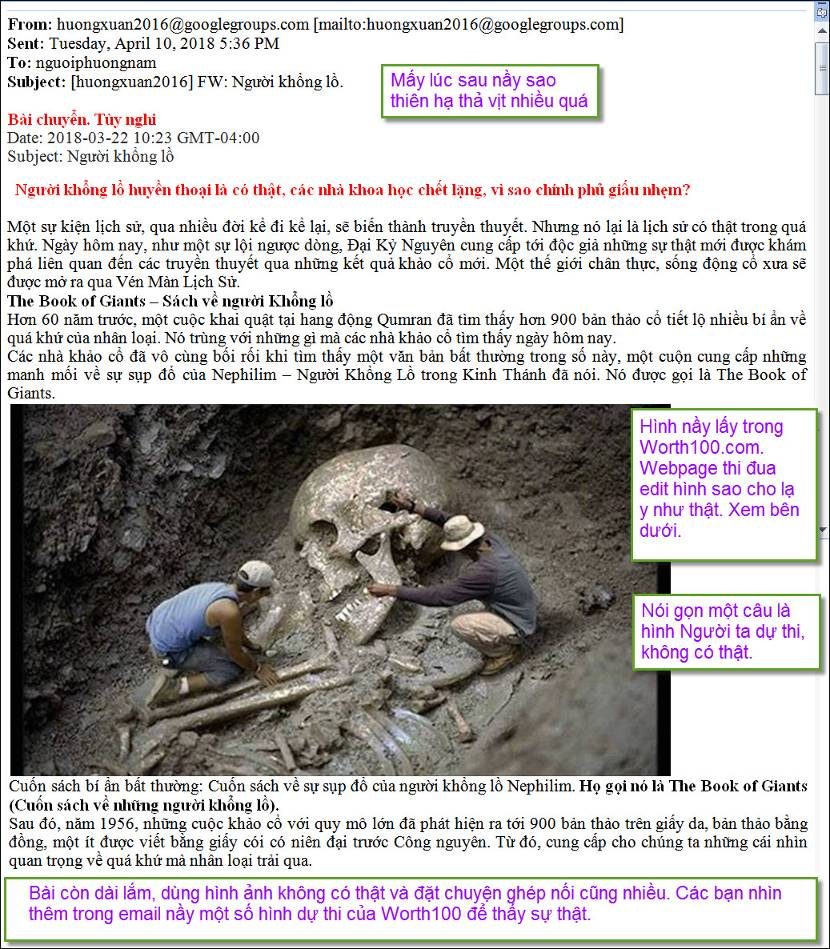 From: huongxuan2016@googlegroups.com [mailto:huongxuan2016@googlegroups.com]
Sent: Tuesday, April 10, 2018 5:36 PM
To: nguoiphuongnam
Subject: [huongxuan2016] FW: Người khổng lồ.
Mấy lúc sau nầy sao
thiên hạ thả vịt nhiều quá
Bài chuyển. Tùy nghi
Date: 2018-03-22 10:23 GMT-04:00
Subject: Người khổng lồ
Người khổng lồ huyền thoại là có thật, các nhà khoa học chết lặng, vì sao chính phủ giấu nhẹm?
Một sự kiện lịch sử, qua nhiều đời kể đi kể lại, sẽ biến thành truyền thuyết. Nhưng nó lại là lịch sử có thật trong quá
khứ. Ngày hôm nay, như một sự lội ngược dòng, Đại Kỷ Nguyên cung cấp tới độc giả những sự thật mới được khám
phá liên quan đến các truyền thuyết qua những kết quả khảo cổ mới. Một thế giới chân thực, sống động cổ xưa sẽ
được mở ra qua Vén Màn Lịch Sử.
The Book of Giants – Sách về người Khổng lồ
Hơn 60 năm trước, một cuộc khai quật tại hang động Qumran đã tìm thấy hơn 900 bản thảo cổ tiết lộ nhiều bí ẩn về
quá khứ của nhân loại. Nó trùng với những gì mà các nhà khảo cổ tìm thấy ngày hôm nay.
Các nhà khảo cổ đã vô cùng bối rối khi tìm thấy một văn bản bất thường trong số này, một cuộn cung cấp những
manh mối về sự sụp đổ của Nephilim – Người Khổng Lồ trong Kinh Thánh đã nói. Nó được gọi là The Book of
Giants.
Hình nầy lấy trong
Worth100.com.
Webpage thi đua
edit hình sao cho lạ
y như thật. Xem bên
dưới.
Nói gọn một câu là
hình Người ta dự thi,
không có thật.
Cuốn sách bí ẩn bất thường: Cuốn sách về sự sụp đổ của người khổng lồ Nephilim. Họ gọi nó là The Book of Giants
(Cuốn sách về những người khổng lồ).
Sau đó, năm 1956, những cuộc khảo cổ với quy mô lớn đã phát hiện ra tới 900 bản thảo trên giấy da, bản thảo bằng
đồng, một ít được viết bằng giấy cói có niên đại trước Công nguyên. Từ đó, cung cấp cho chúng ta những cái nhìn
quan trọng về quá khứ mà nhân loại trải qua.
Bài còn dài lắm, dùng hình ảnh không có thật và đặt chuyện ghép nối cũng nhiều. Các bạn nhìn
thêm trong email nầy một số hình dự thi của Worth100 để thấy sự thật.